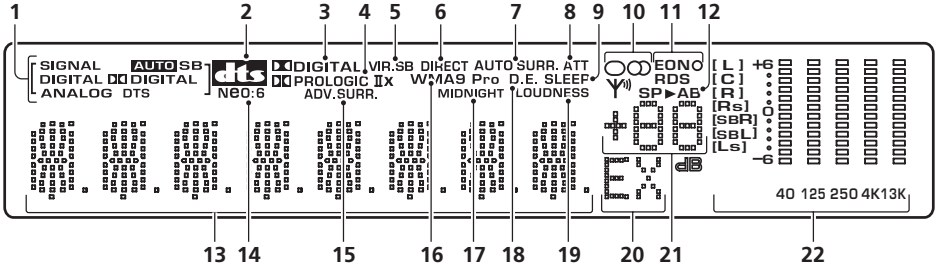 1 2 3 4 5 6 7 8 9 10 11 12
SIGNAL AUTO SB dts DIGITAL VIR.SB DIRECT AUTO SURR. ATT EON [L] +6
DIGITAL DIGITAL PROLOGIC IIx WMA9 Pro D.E. SLEEP RDS [C]
ANALOG DTS Neo:6 ADV.SURR. MIDNIGHT LOUDNESS SP►AB [R]
[Rs] 0
[SBR]
+88 [SBL]
[Ls]
EX dB -6
40 125 250 4K 13K
13 14 15 16 17 18 19 20 21 22